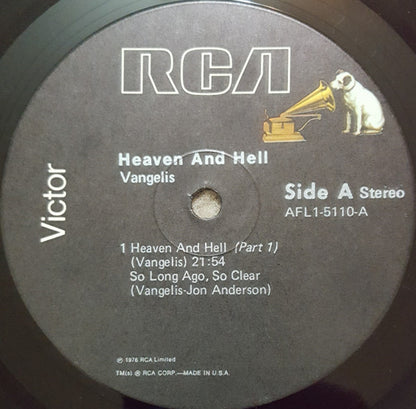 RCA
Victor
Heaven And Hell
Vangelis
Side A Stereo
AFL1-5110-A
1 Heaven And Hell (Part 1)
(Vangelis) 21:54
So Long Ago, So Clear
(Vangelis-Jon Anderson)
℗ 1976 RCA Limited
TM(s) ® RCA CORP.—MADE IN U.S.A.